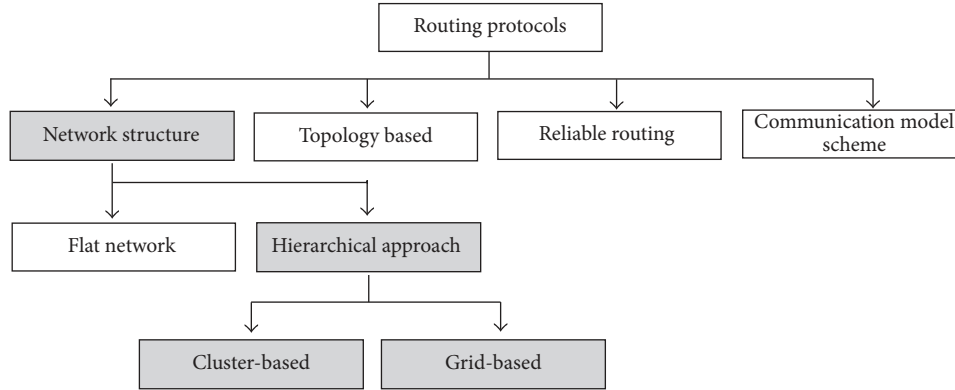 Routing protocols
Network structure
Topology based
Reliable routing
Communication model
scheme
Flat network
Hierarchical approach
Cluster-based
Grid-based